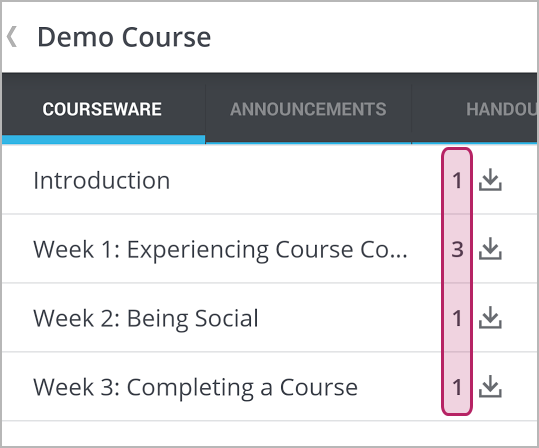 Demo Course
COURSEWARE ANNOUNCEMENTS HANDOU
Introduction 1
Week 1: Experiencing Course Co... 3
Week 2: Being Social 1
Week 3: Completing a Course 1